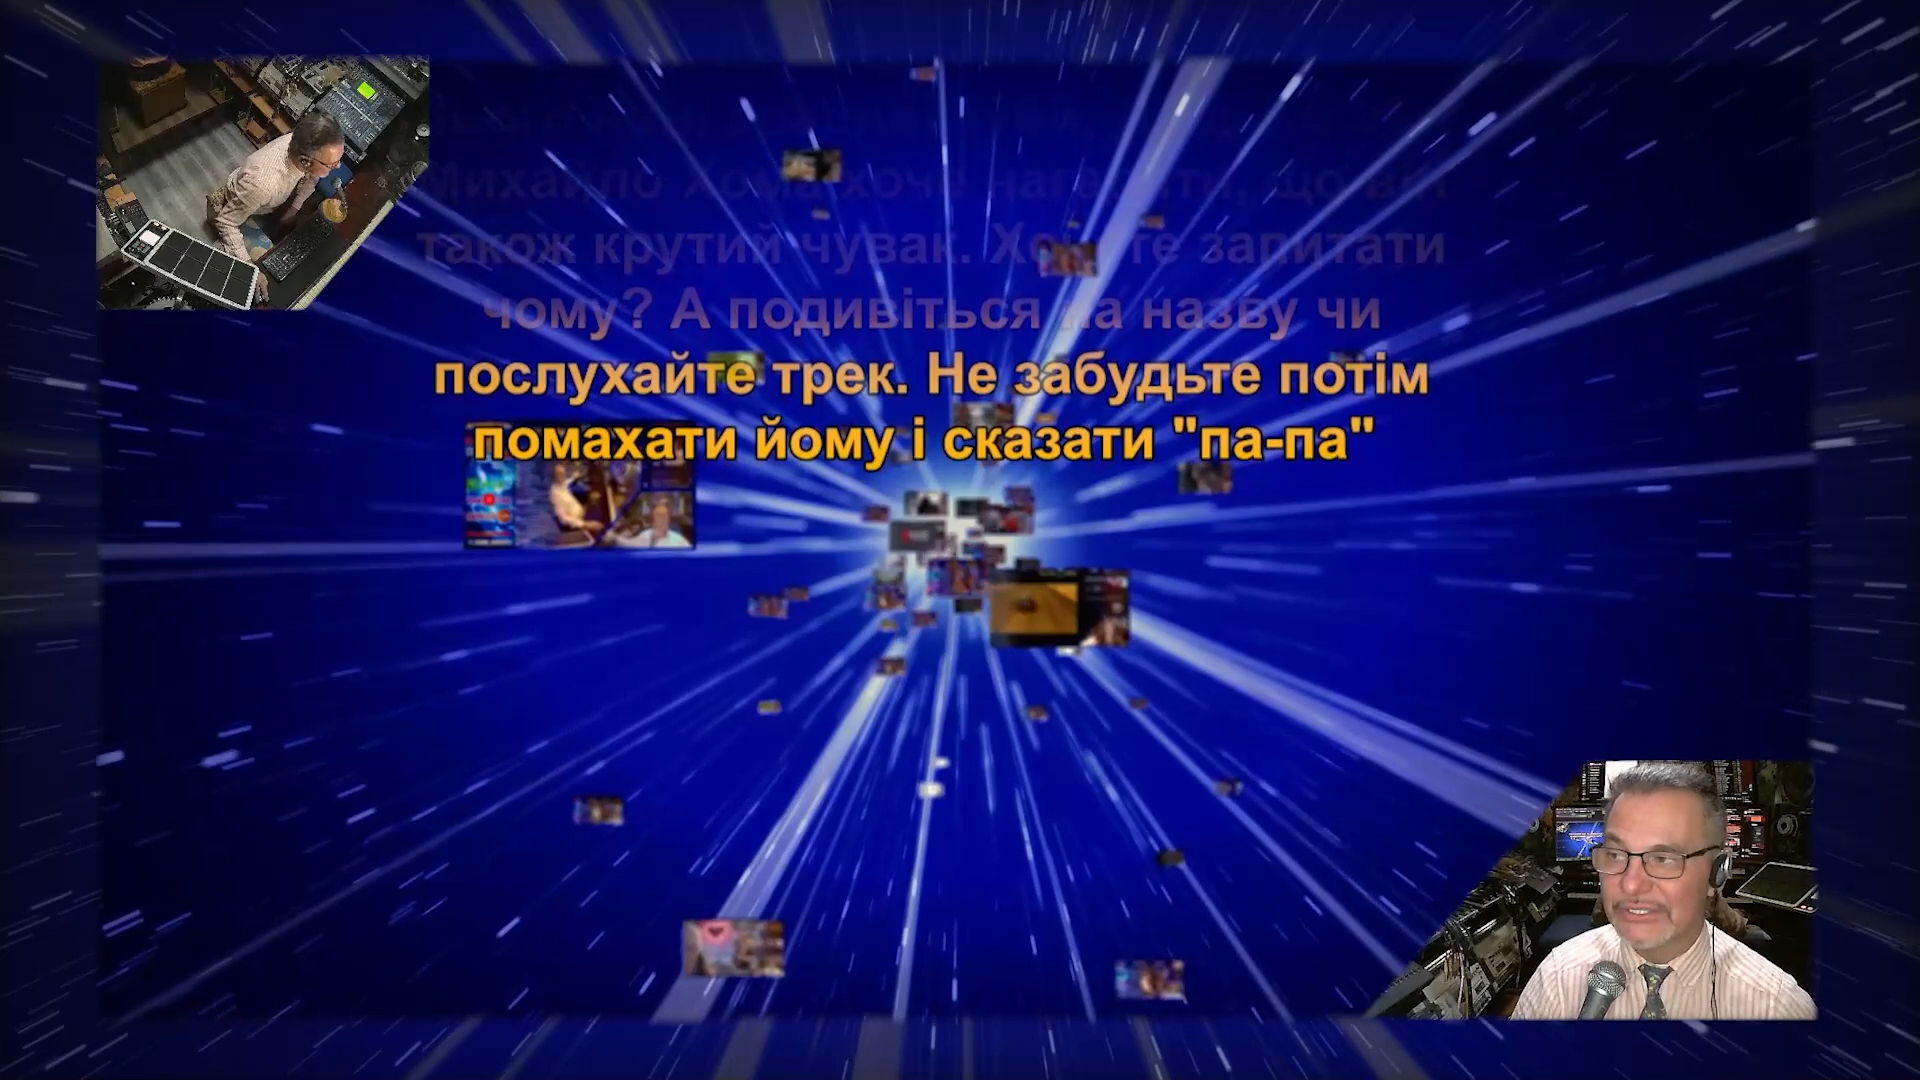 Михайло Хома хоче нагадати, що він
також крутий чувак. Хочете запитати
чому? А подивіться на назву чи
послухайте трек. Не забудьте потім
помахати йому і сказати "па-па"